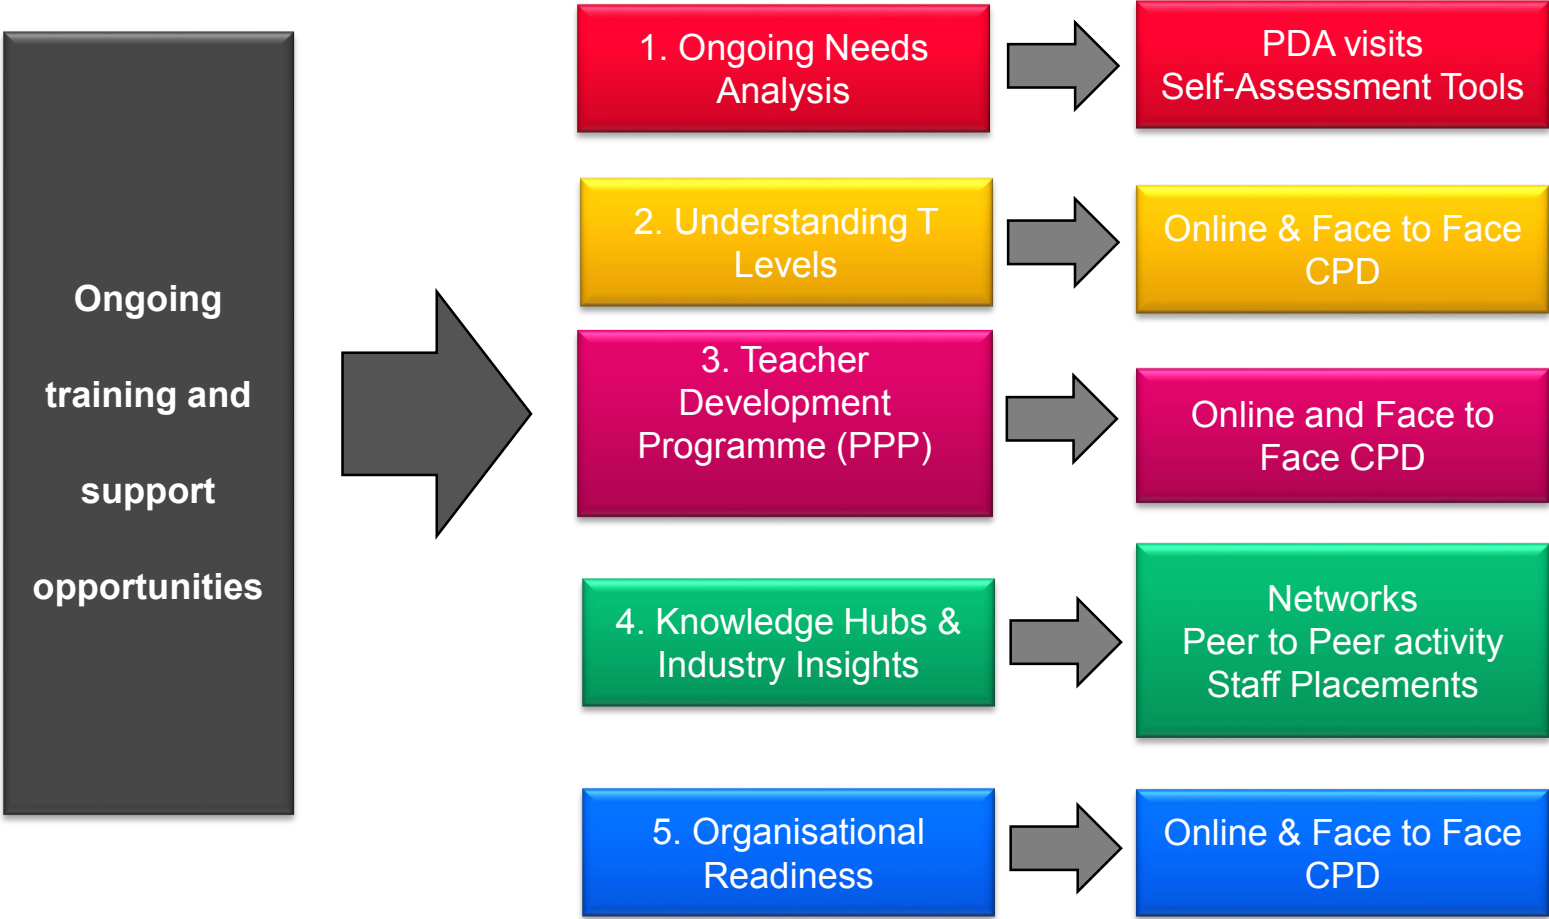 Ongoing
training and
support
opportunities
1. Ongoing Needs
Analysis
PDA visits
Self-Assessment Tools
2. Understanding T
Levels
Online & Face to Face
CPD
3. Teacher
Development
Programme (PPP)
Online and Face to
Face CPD
4. Knowledge Hubs &
Industry Insights
Networks
Peer to Peer activity
Staff Placements
5. Organisational
Readiness
Online & Face to Face
CPD